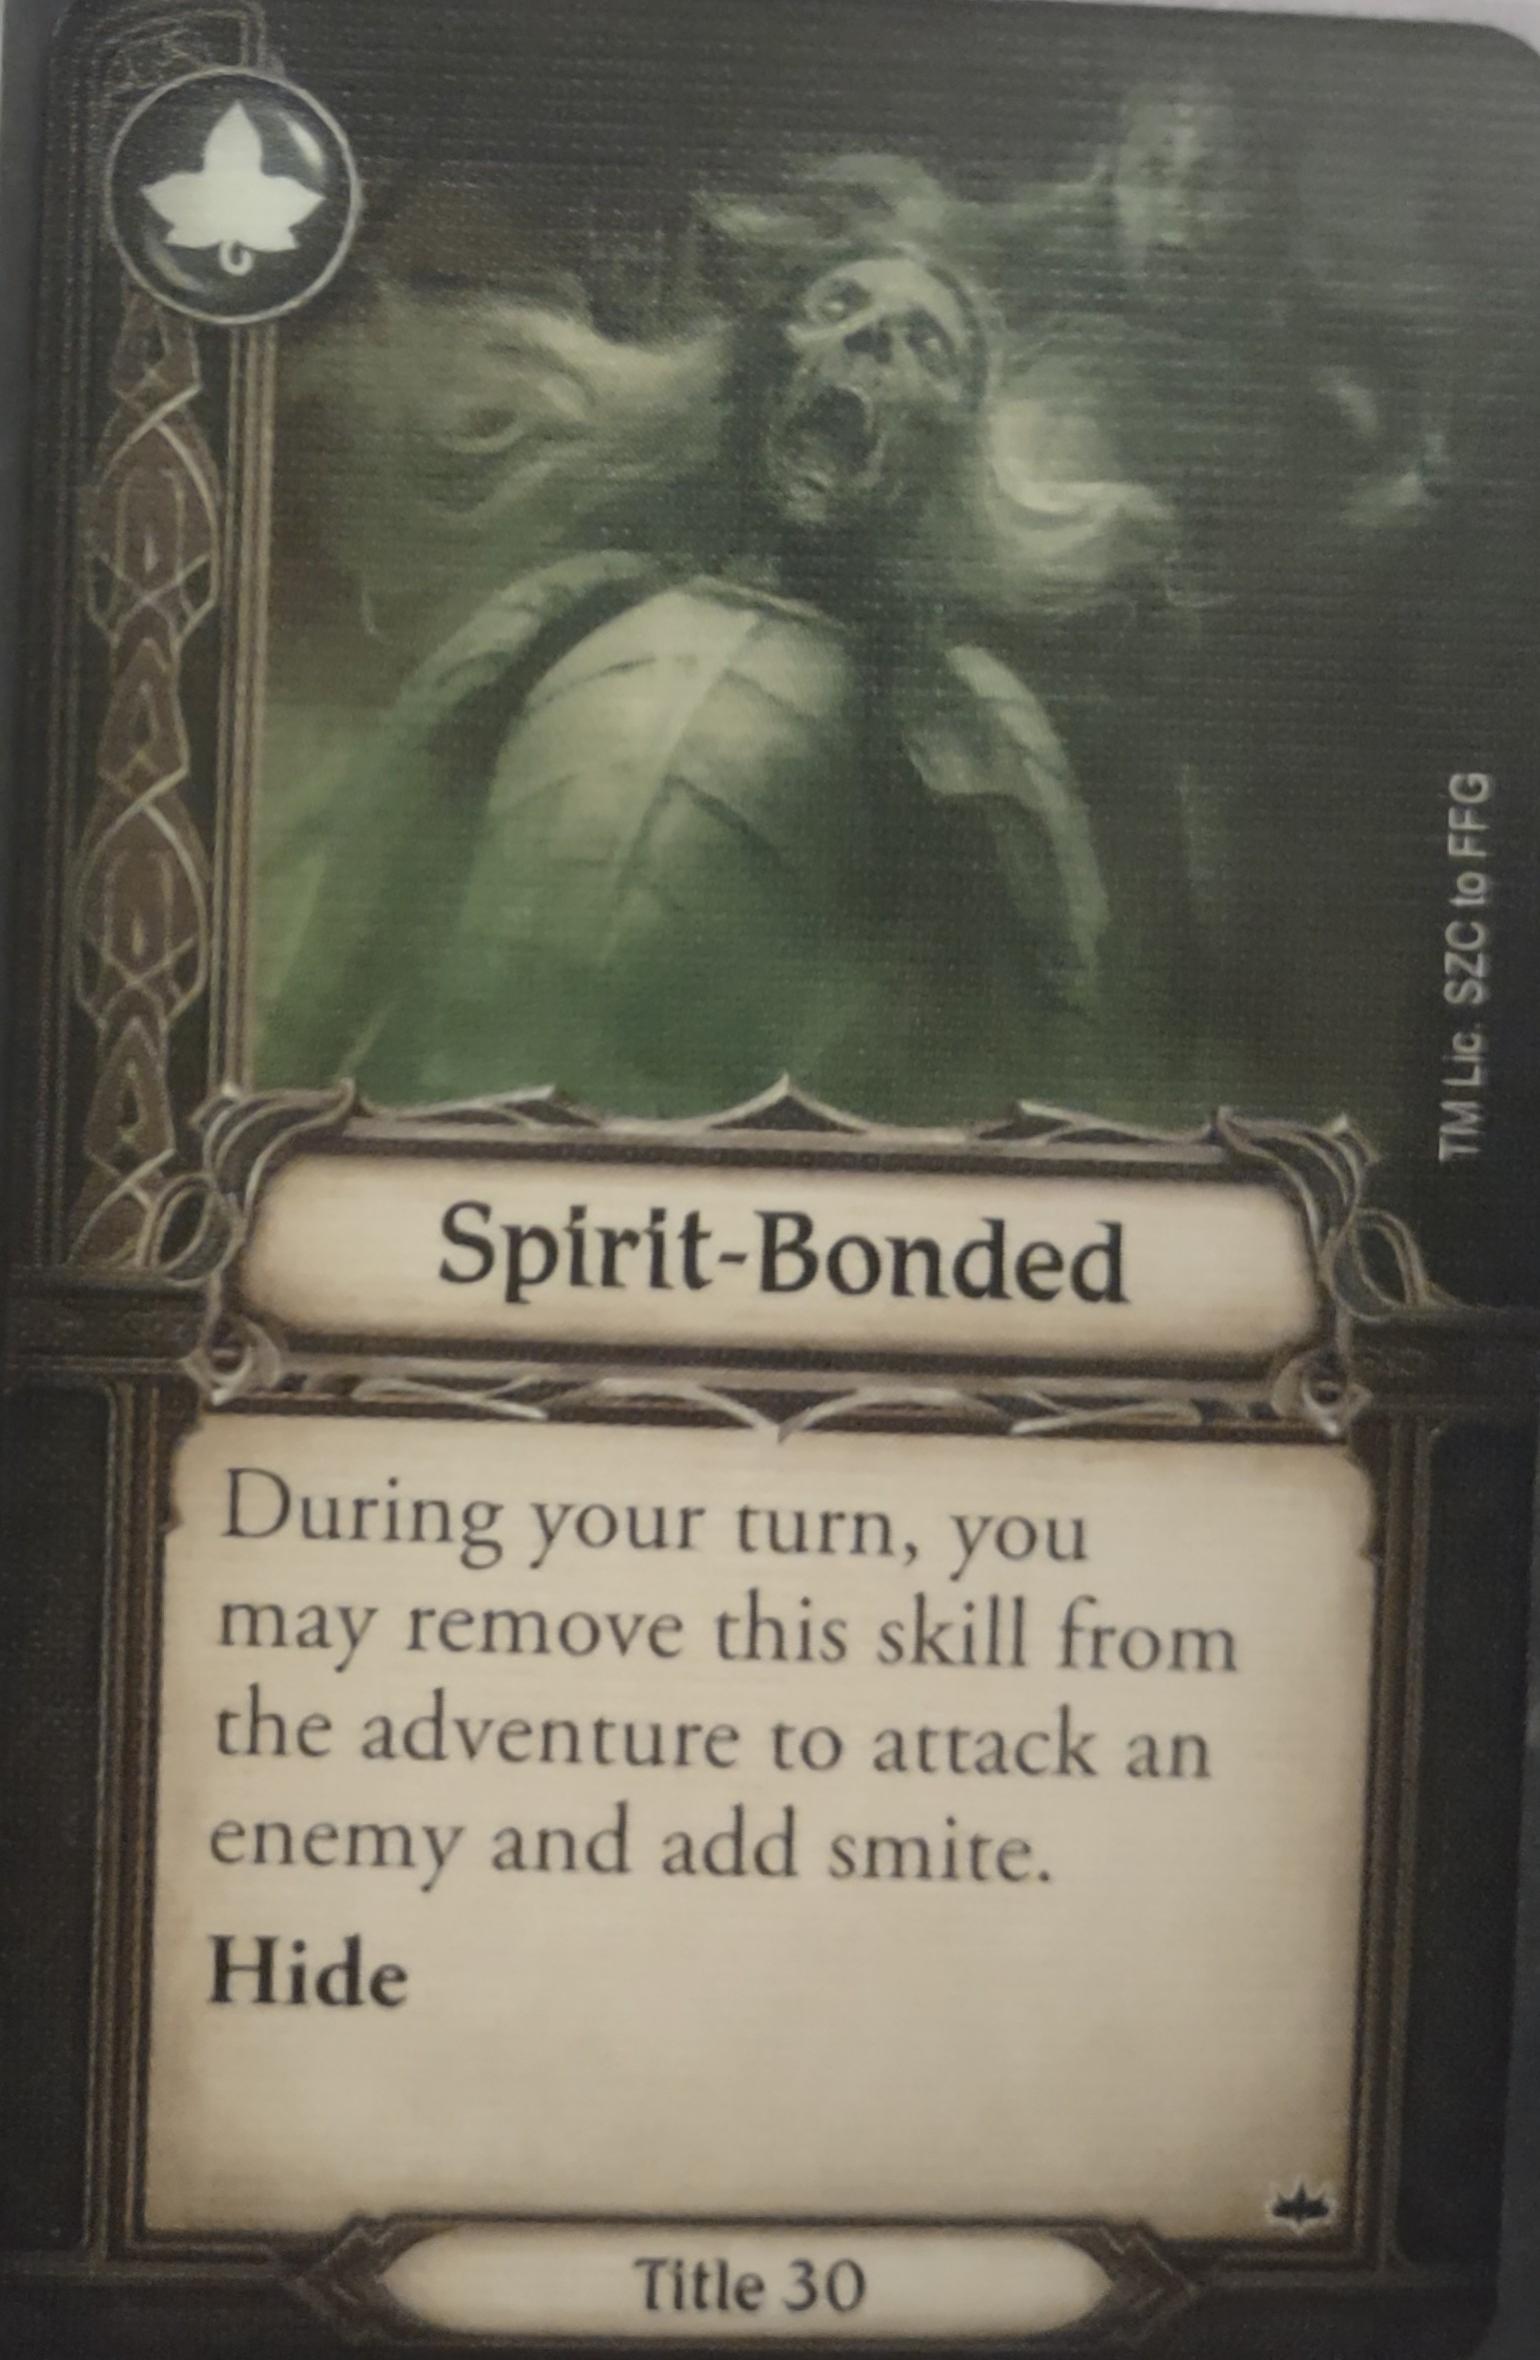 TM Lic. SZC to FFG
Spirit-Bonded
During your turn, you
may remove this skill from
the adventure to attack an
enemy and add smite.
Hide
Title 30